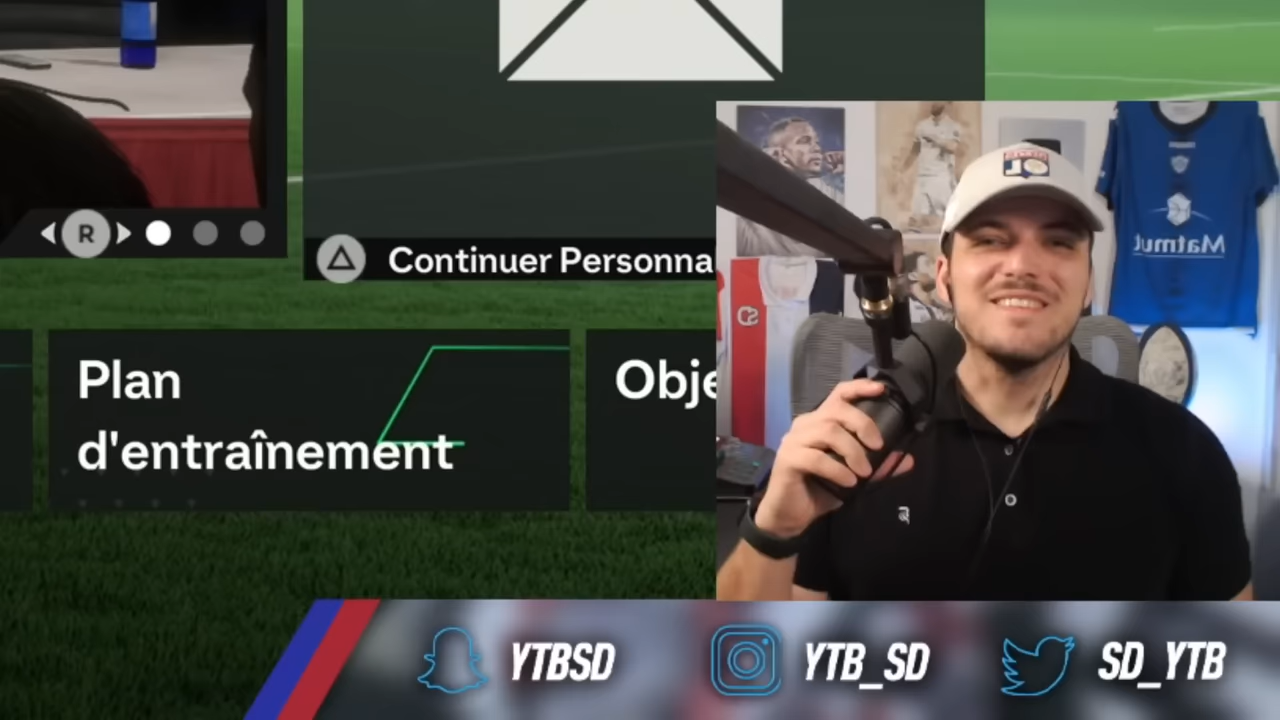 R
Continuer Personna
Plan
d'entraînement
Obje
Matmut
YTBSD
YTB_SD
SD_YTB